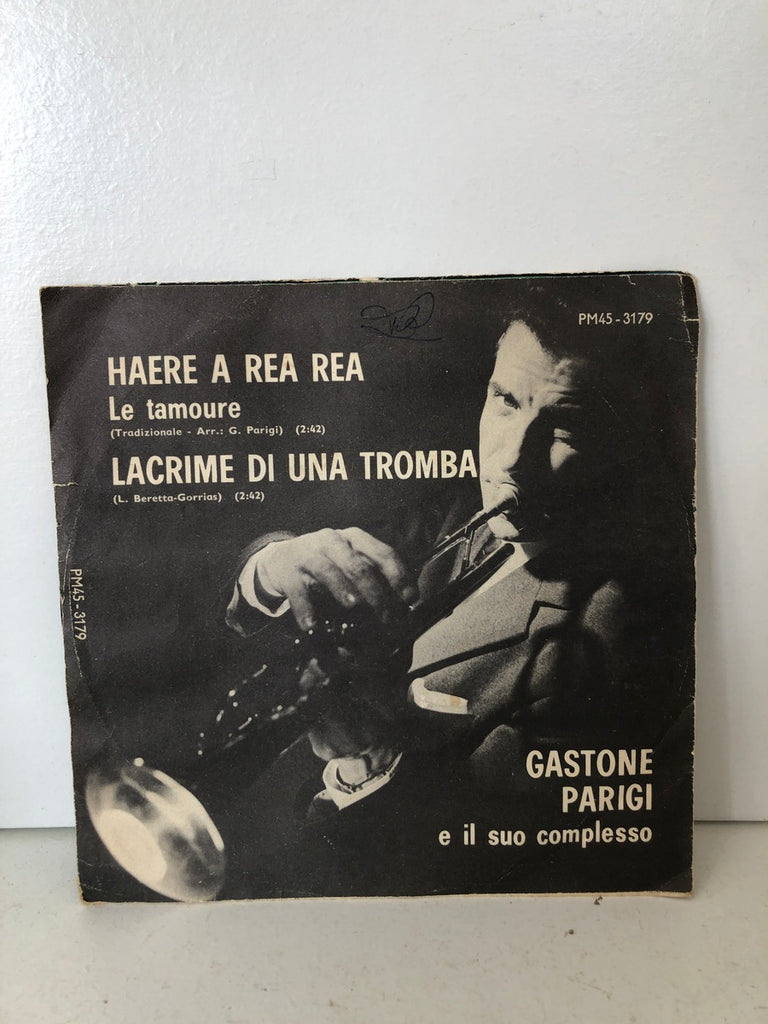 PM45-3179
HAERE A REA REA
Le tamoure
(Tradizionale - Arr.: G. Parigi) (2:42)
LACRIME DI UNA TROMBA
(L. Beretta-Gorrias) (2:42)
PM45-3179
GASTONE
PARIGI
e il suo complesso